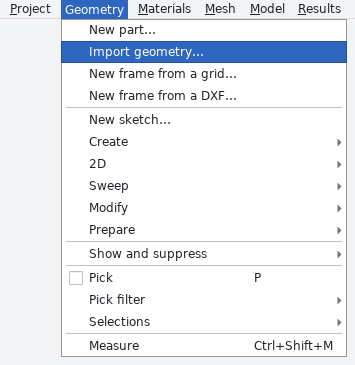 Project Geometry Materials Mesh Model Results
New part...
Import geometry...
New frame from a grid...
New frame from a DXF...
New sketch...
Create
2D
Sweep
Modify
Prepare
Show and suppress
Pick P
Pick filter
Selections
Measure Ctrl+Shift+M